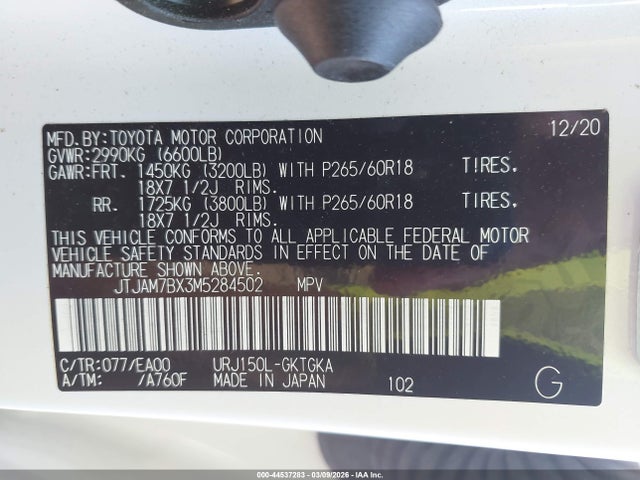 MFD.BY:TOYOTA MOTOR CORPORATION 12/20
GVWR:2990KG (6600LB)
GAWR:FRT. 1450KG (3200LB) WITH P265/60R18 TIRES.
18X7 1/2J RIMS.
RR. 1725KG (3800LB) WITH P265/60R18 TIRES.
18X7 1/2J RIMS.
THIS VEHICLE CONFORMS TO ALL APPLICABLE FEDERAL MOTOR
VEHICLE SAFETY STANDARDS IN EFFECT ON THE DATE OF
MANUFACTURE SHOWN ABOVE.
JTJAM7BX3M5284502 MPV
C/TR:077/EA00 URJ150L-GKTGKA
A/TM: /A760F MADE IN JAPAN 102 G
000-44537263 | 03/09/2026 | IAA Inc.